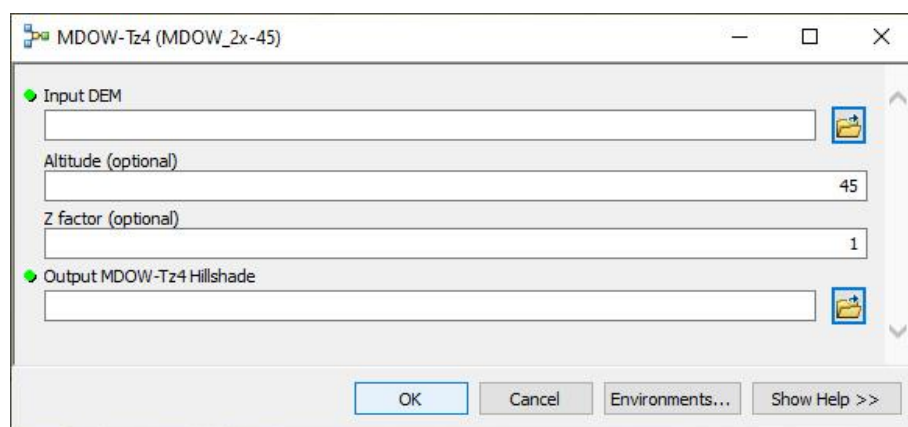 MDOW-Tz4 (MDOW_2x-45)
Input DEM
Altitude (optional)
45
Z factor (optional)
1
Output MDOW-Tz4 Hillshade
OK Cancel Environments... Show Help >>